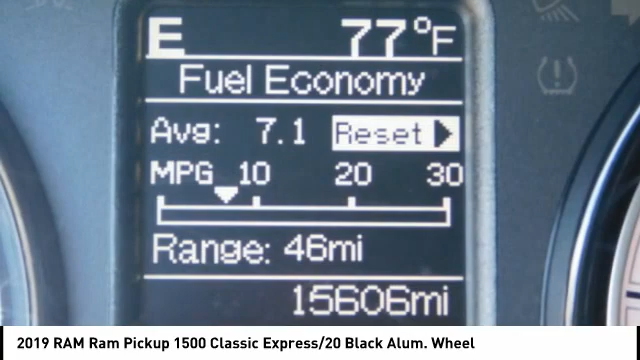 E 77°F
Fuel Economy
Avg: 7.1 Reset
MPG 10 20 30
Range: 46mi
15606mi
2019 RAM Ram Pickup 1500 Classic Express/20 Black Alum. Wheel